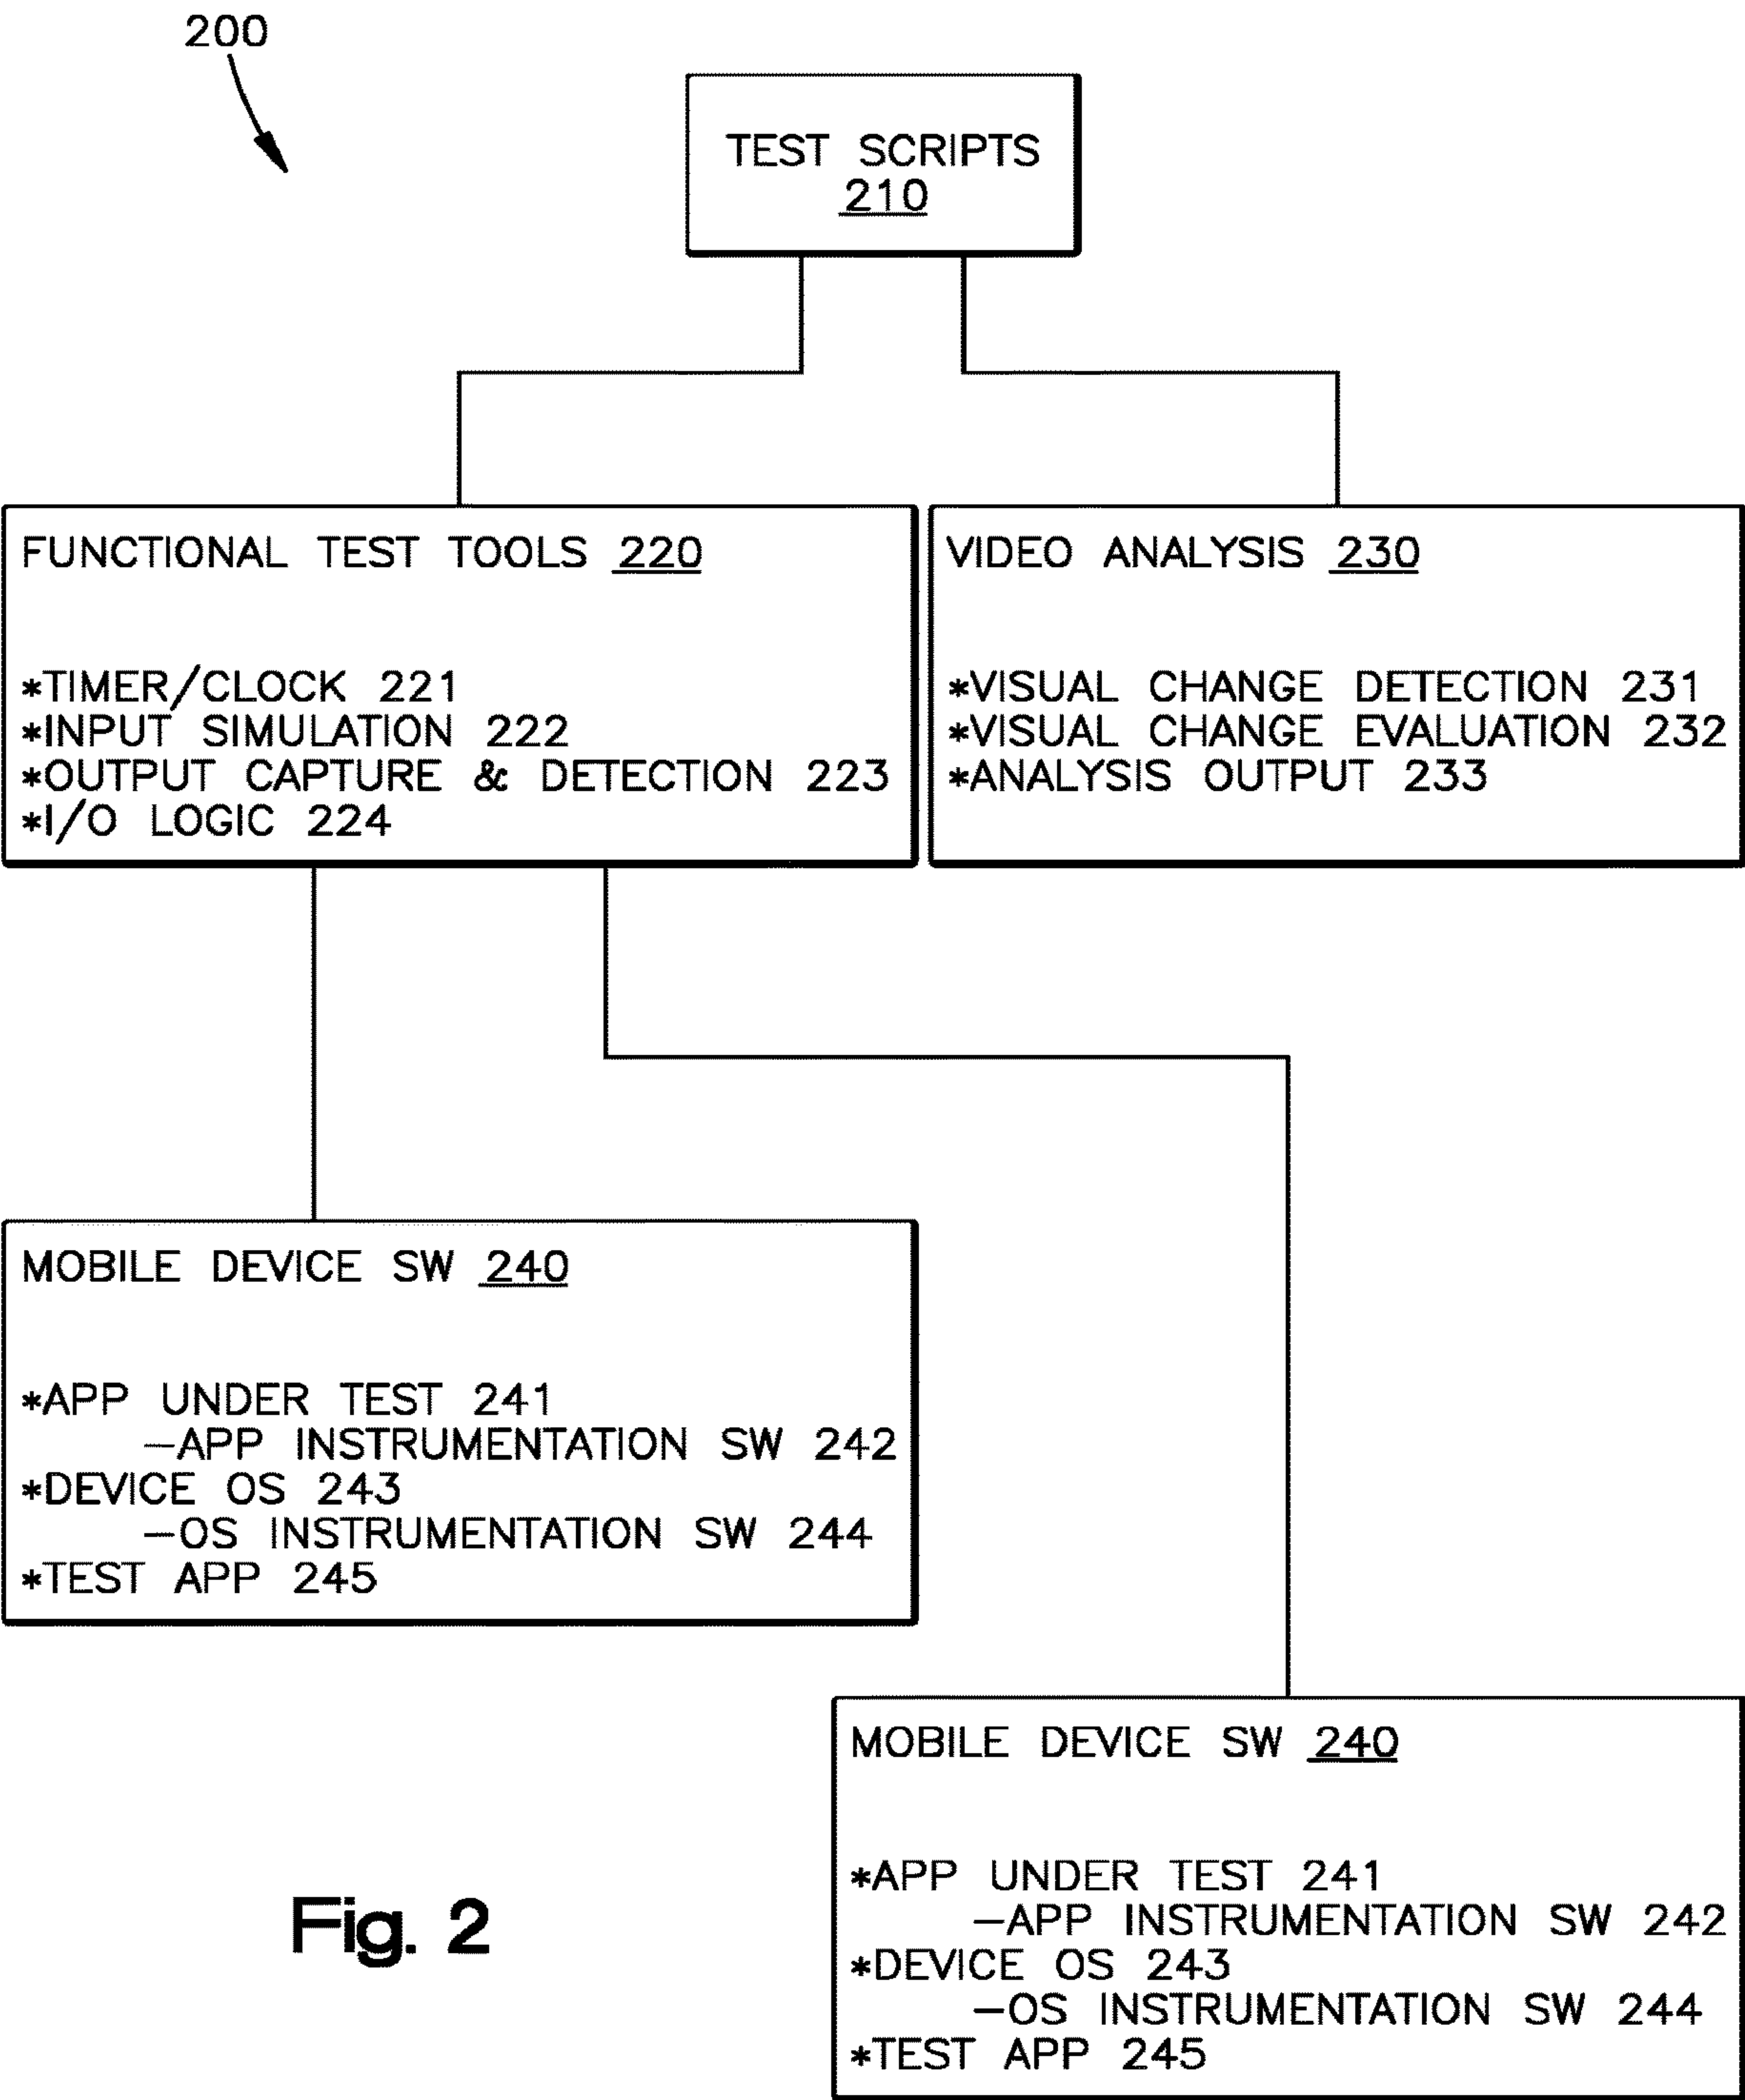 200
TEST SCRIPTS
210
FUNCTIONAL TEST TOOLS 220
*TIMER/CLOCK 221
*INPUT SIMULATION 222
*OUTPUT CAPTURE & DETECTION 223
*I/O LOGIC 224
VIDEO ANALYSIS 230
*VISUAL CHANGE DETECTION 231
*VISUAL CHANGE EVALUATION 232
*ANALYSIS OUTPUT 233
MOBILE DEVICE SW 240
*APP UNDER TEST 241
-APP INSTRUMENTATION SW 242
*DEVICE OS 243
-OS INSTRUMENTATION SW 244
*TEST APP 245
MOBILE DEVICE SW 240
*APP UNDER TEST 241
-APP INSTRUMENTATION SW 242
*DEVICE OS 243
-OS INSTRUMENTATION SW 244
*TEST APP 245
Fig. 2